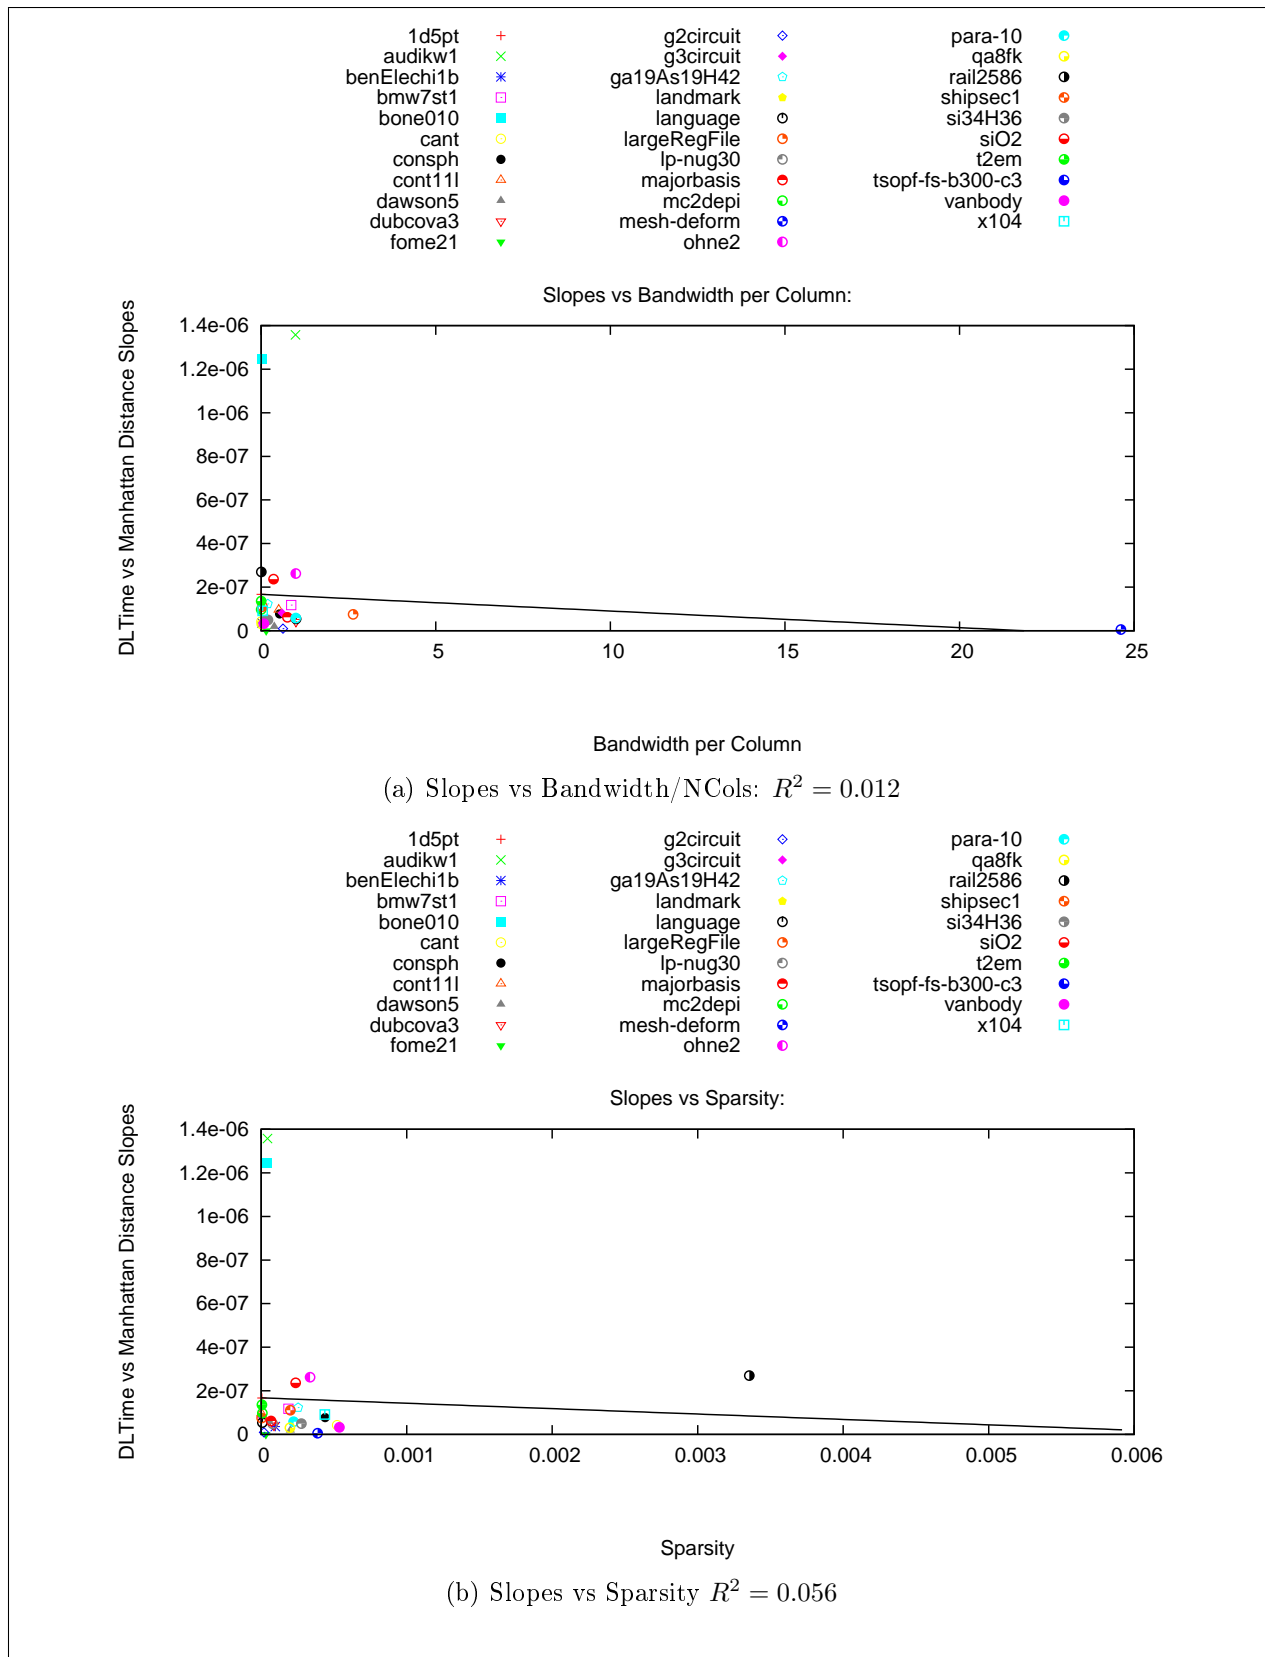 1d5pt g2circuit para-10
audikw1 g3circuit qa8fk
benElechi1b ga19As19H42 rail2586
bmw7st1 landmark shipsec1
bone010 language si34H36
cant largeRegFile siO2
consph lp-nug30 t2em
cont11l majorbasis tsopf-fs-b300-c3
dawson5 mc2depi vanbody
dubcova3 mesh-deform x104
fome21 ohne2
Slopes vs Bandwidth per Column:
DLTime vs Manhattan Distance Slopes
1.4e-06
1.2e-06
1e-06
8e-07
6e-07
4e-07
2e-07
0
0 5 10 15 20 25
Bandwidth per Column
(a) Slopes vs Bandwidth/NCols: R² = 0.012
1d5pt g2circuit para-10
audikw1 g3circuit qa8fk
benElechi1b ga19As19H42 rail2586
bmw7st1 landmark shipsec1
bone010 language si34H36
cant largeRegFile siO2
consph lp-nug30 t2em
cont11l majorbasis tsopf-fs-b300-c3
dawson5 mc2depi vanbody
dubcova3 mesh-deform x104
fome21 ohne2
Slopes vs Sparsity:
DLTime vs Manhattan Distance Slopes
1.4e-06
1.2e-06
1e-06
8e-07
6e-07
4e-07
2e-07
0
0 0.001 0.002 0.003 0.004 0.005 0.006
Sparsity
(b) Slopes vs Sparsity R² = 0.056